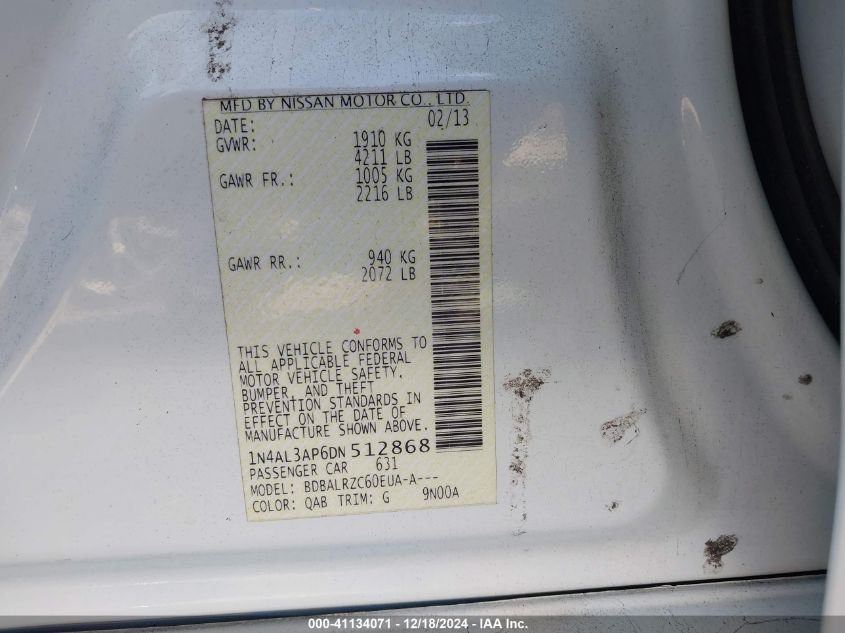 MFD BY NISSAN MOTOR CO., LTD.
DATE: 02/13
GVWR: 1910 KG
4211 LB
GAWR FR.: 1005 KG
2216 LB
GAWR RR.: 940 KG
2072 LB
THIS VEHICLE CONFORMS TO
ALL APPLICABLE FEDERAL
MOTOR VEHICLE SAFETY,
BUMPER, AND THEFT
PREVENTION STANDARDS IN
EFFECT ON THE DATE OF
MANUFACTURE SHOWN ABOVE.
1N4AL3AP6DN512868
PASSENGER CAR 631
MODEL: BDBALRZC60EUA-A---
COLOR: QAB TRIM: G 9N00A
000-41134071 - 12/18/2024 - IAA Inc.